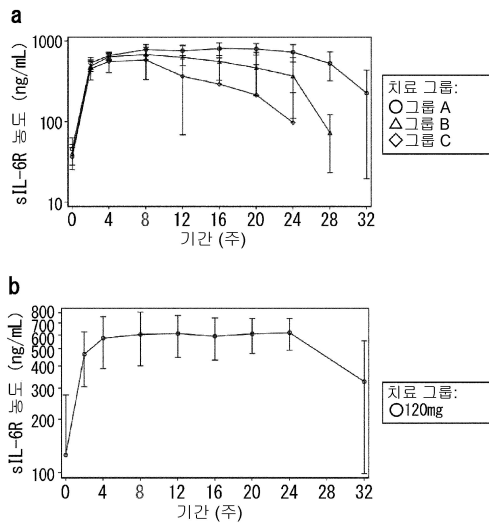 a
sIL-6R 농도 (ng/mL)
1000
100
10
0 4 8 12 16 20 24 28 32
기간 (주)
치료 그룹:
○그룹 A
△그룹 B
◇그룹 C
b
sIL-6R 농도 (ng/mL)
800
700
600
500
400
300
200
100
0 4 8 12 16 20 24 28 32
기간 (주)
치료 그룹:
○120mg